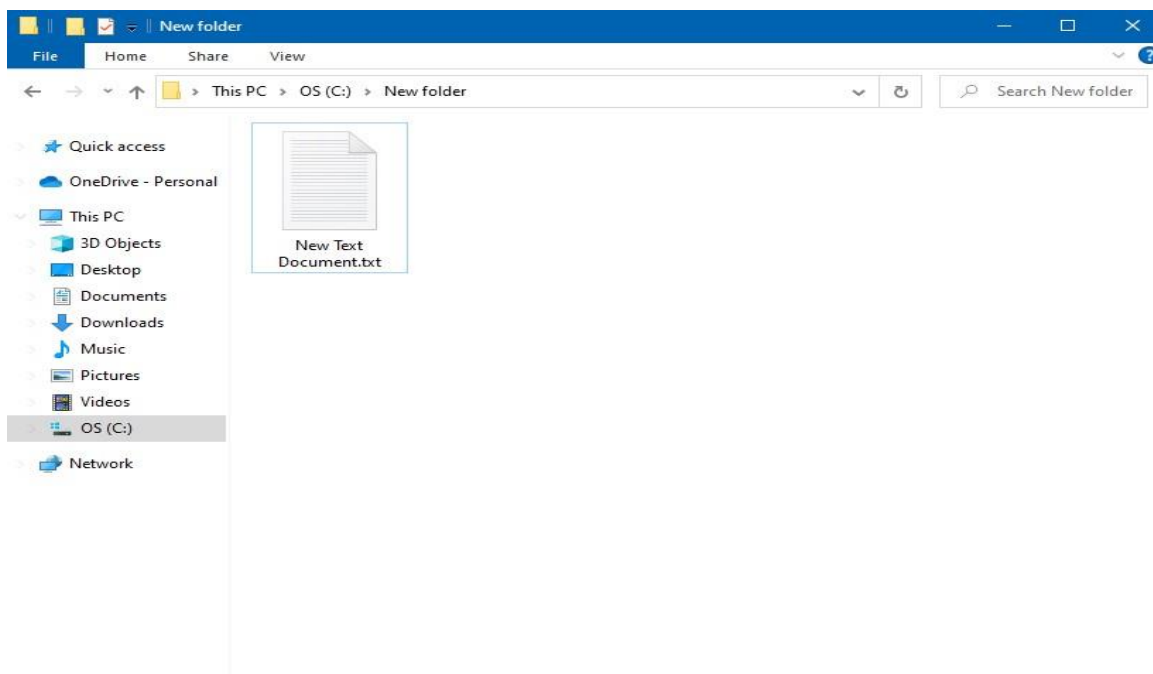 New folder
File Home Share View
This PC > OS (C:) > New folder
Search New folder
Quick access
OneDrive - Personal
This PC
3D Objects
Desktop
Documents
Downloads
Music
Pictures
Videos
OS (C:)
Network
New Text
Document.txt